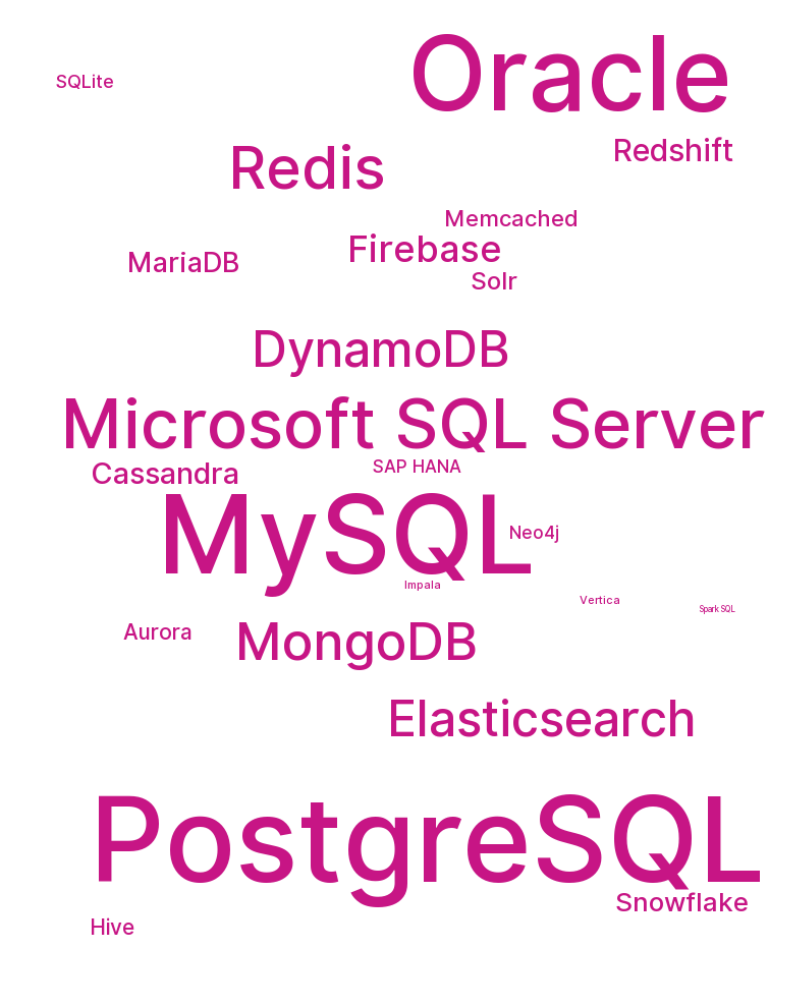 Oracle
SQLite
Redshift
Redis
Memcached
Firebase
MariaDB
Solr
DynamoDB
Microsoft SQL Server
SAP HANA
Cassandra
MySQL
Neo4j
Impala
Vertica
Spark SQL
Aurora
MongoDB
Elasticsearch
PostgreSQL
Snowflake
Hive